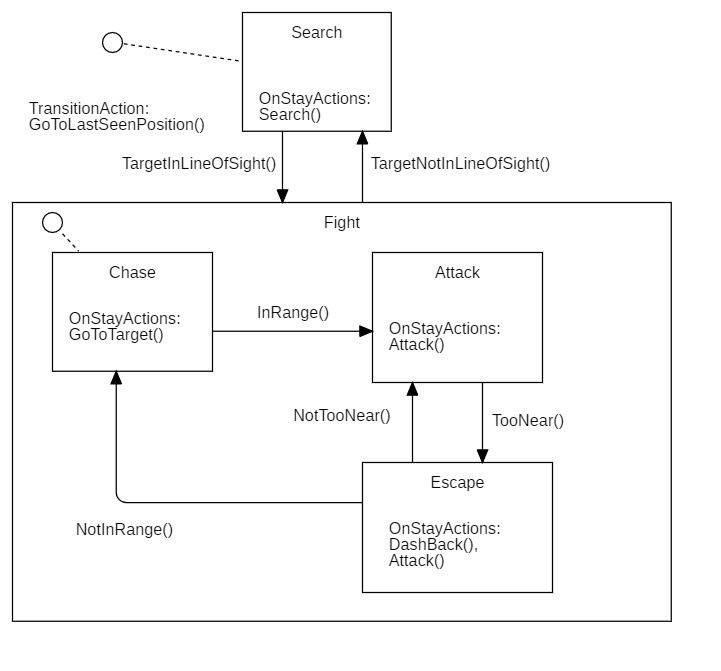 Search
OnStayActions:
Search()
TransitionAction:
GoToLastSeenPosition()
TargetInLineOfSight()
TargetNotInLineOfSight()
Fight
Chase
OnStayActions:
GoToTarget()
InRange()
Attack
OnStayActions:
Attack()
NotTooNear()
TooNear()
Escape
OnStayActions:
DashBack(),
Attack()
NotInRange()